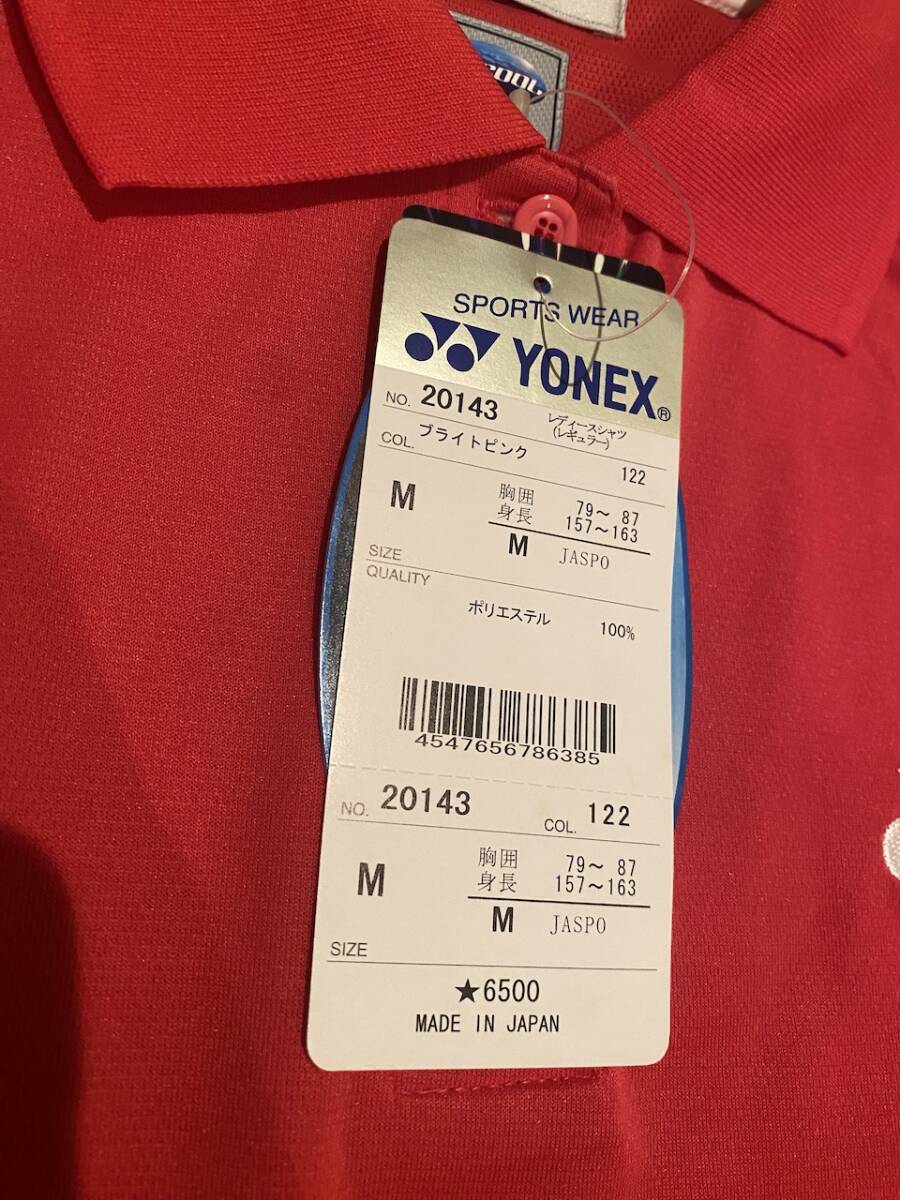 COOL
SPORTS WEAR
YONEX®
NO. 20143 レディースシャツ
(レギュラー)
COL. ブライトピンク 122
M 胸囲 79～ 87
身長 157～163
M JASPO
SIZE
QUALITY
ポリエステル 100%
4547656786385
NO. 20143 COL. 122
M 胸囲 79～ 87
身長 157～163
M JASPO
SIZE
★6500
MADE IN JAPAN